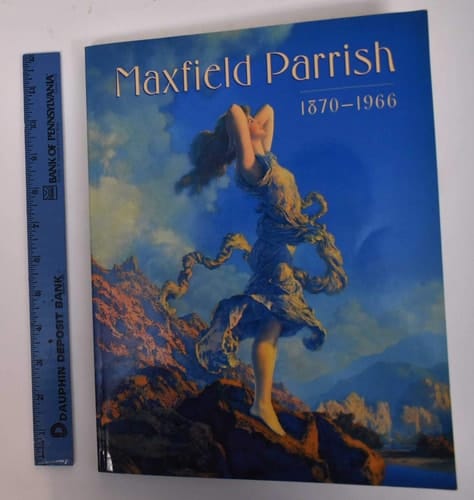 Maxfield Parrish
1870–1966
BANK OF PENNSYLVANIA
DAUPHIN DEPOSIT BANK